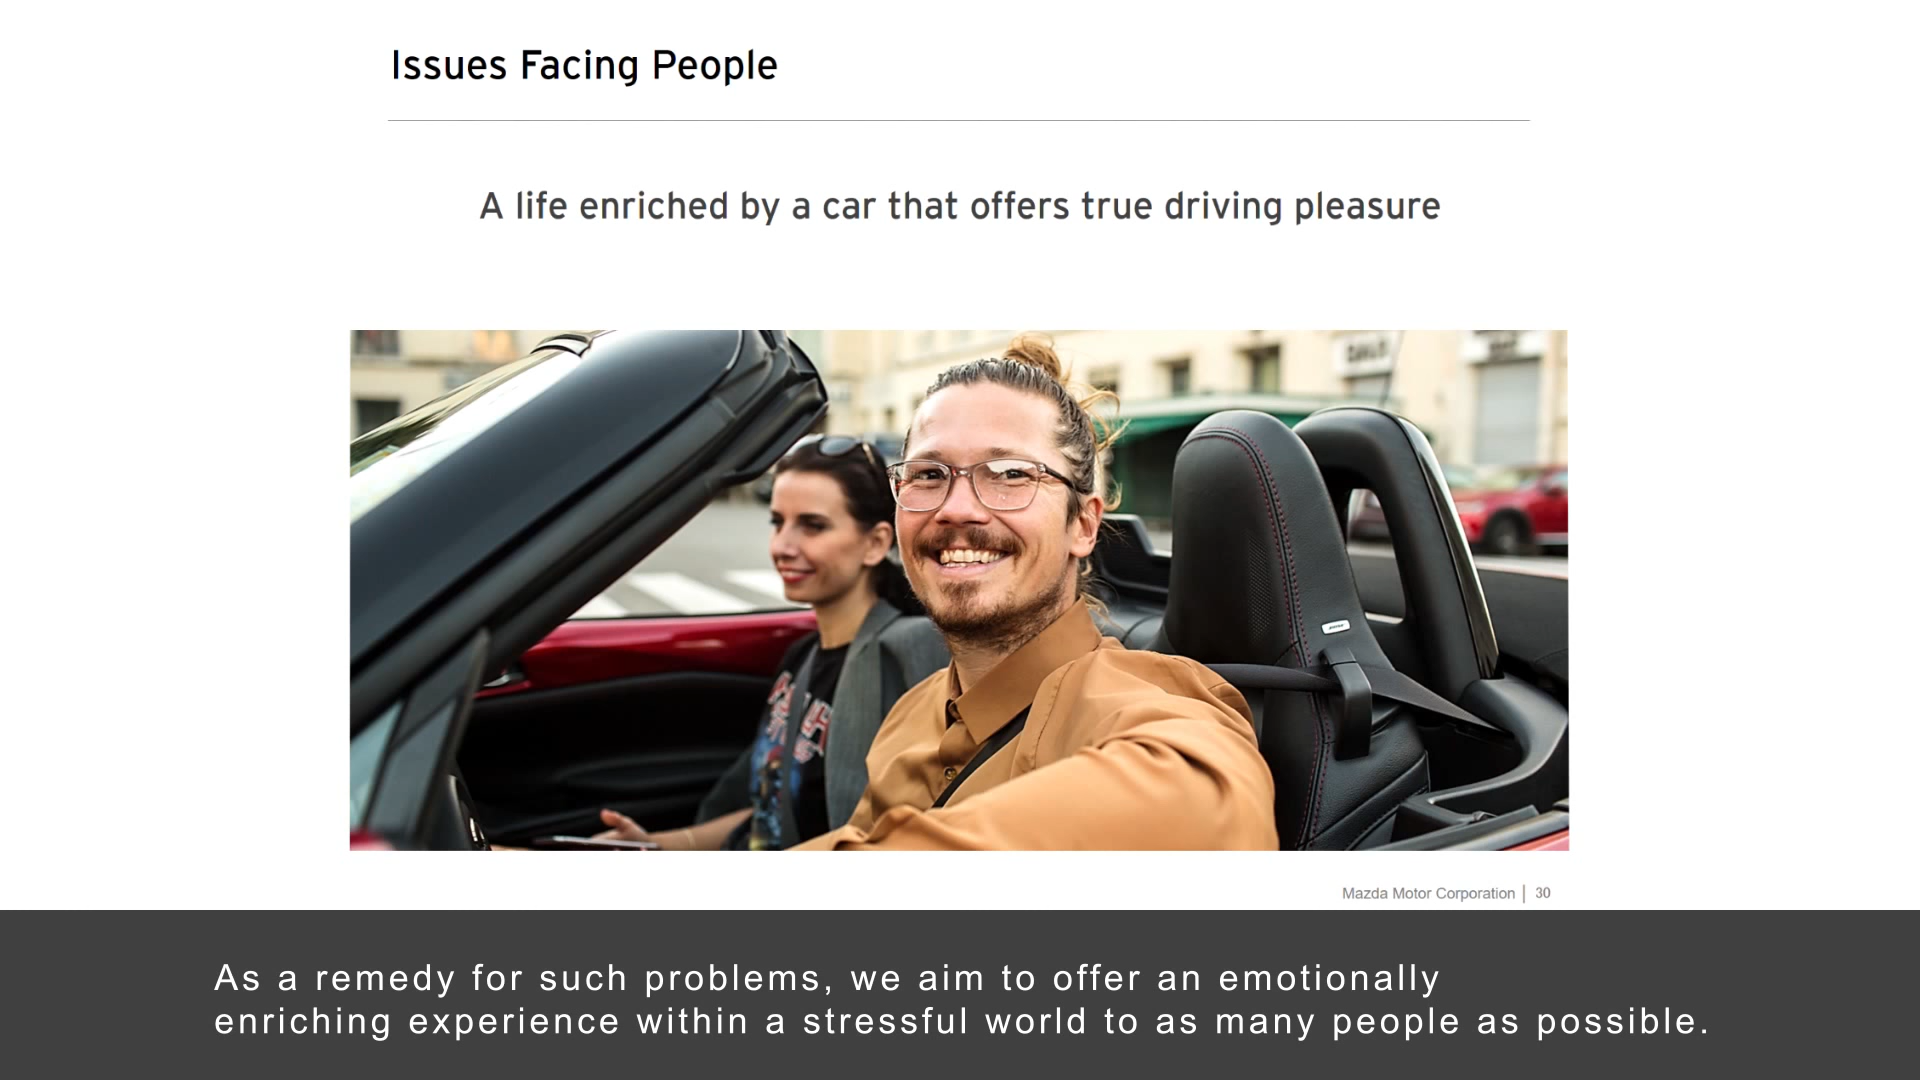 Issues Facing People
A life enriched by a car that offers true driving pleasure
Mazda Motor Corporation | 30
As a remedy for such problems, we aim to offer an emotionally
enriching experience within a stressful world to as many people as possible.